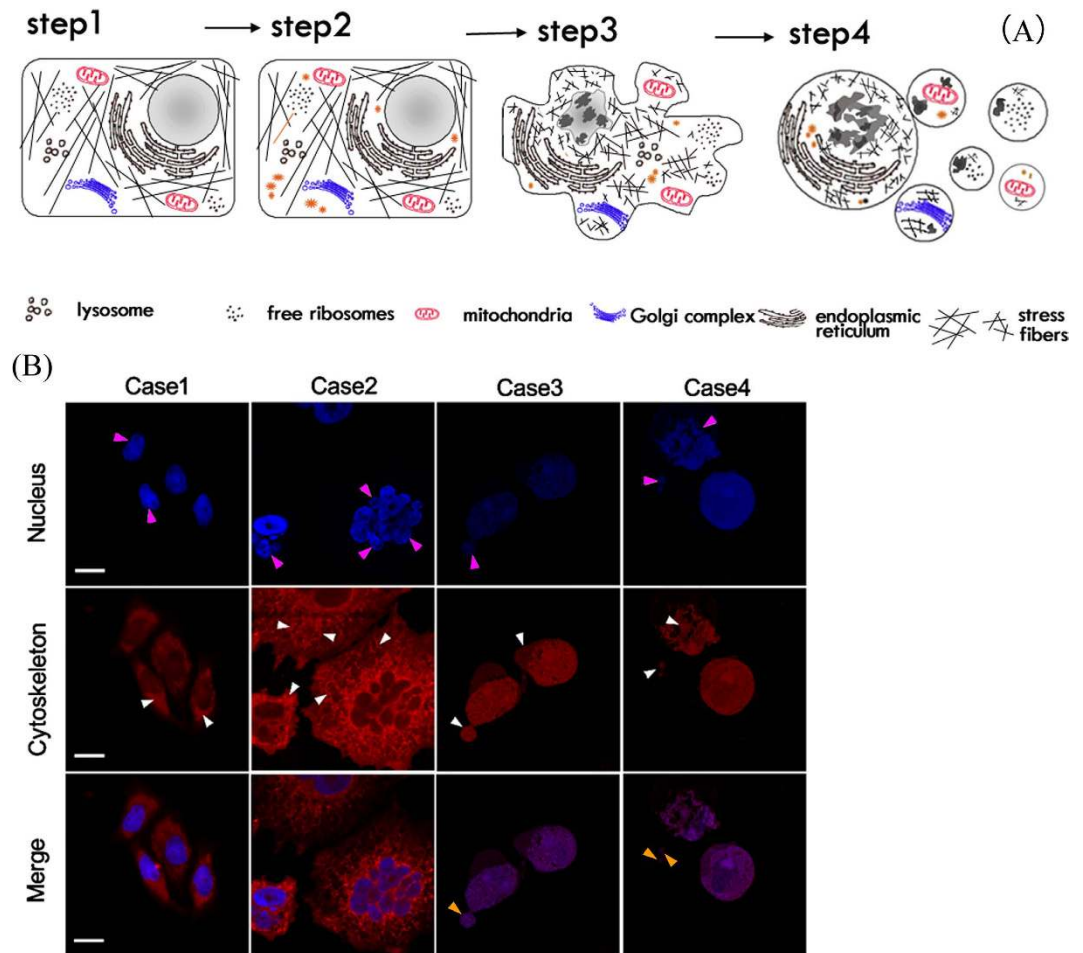 step1 → step2 → step3 → step4 (A)
lysosome free ribosomes mitochondria Golgi complex endoplasmic reticulum stress fibers
(B)
Case1 Case2 Case3 Case4
Nucleus
Cytoskeleton
Merge